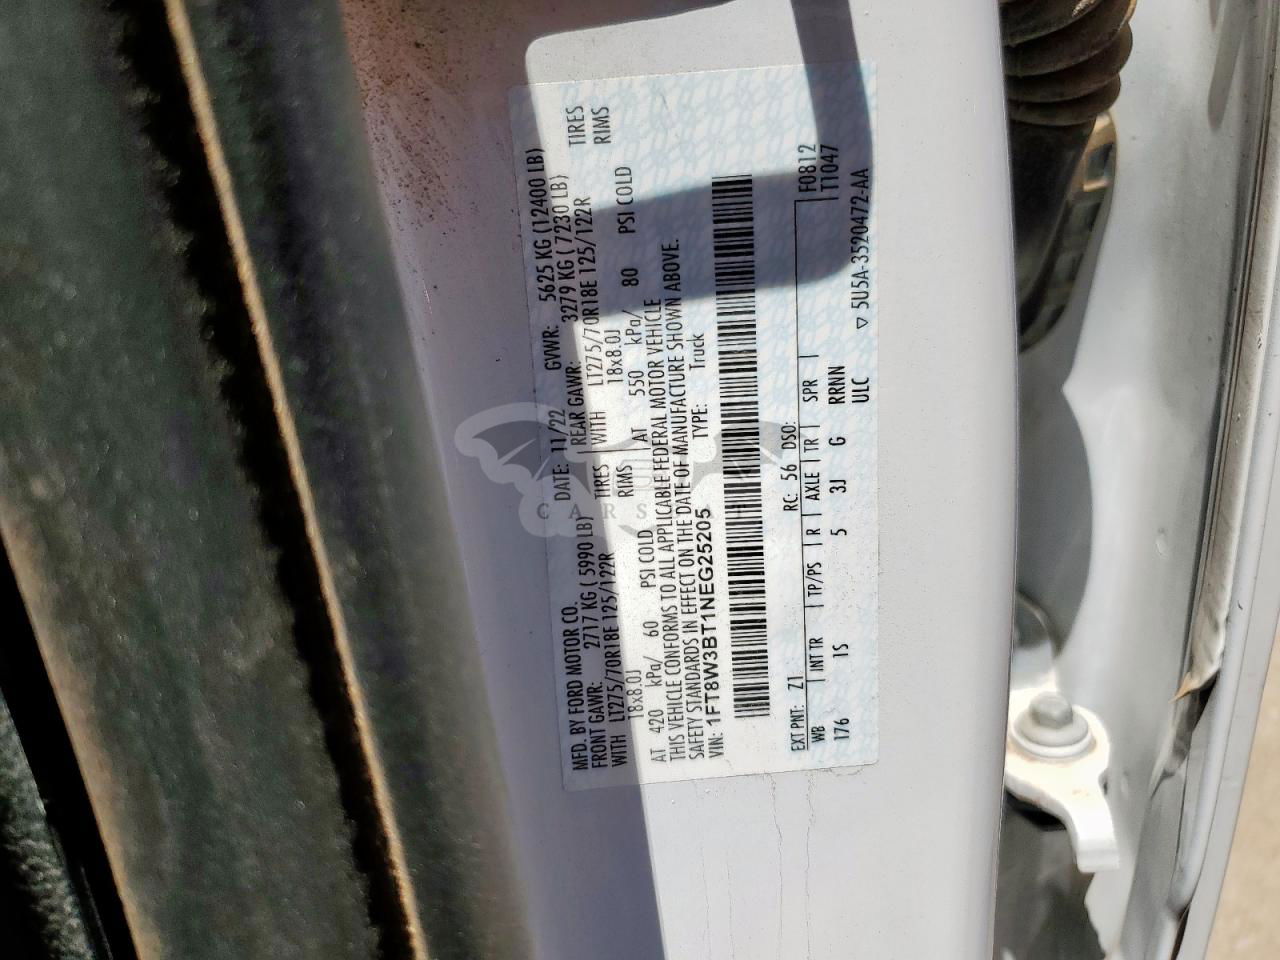 MFD. BY FORD MOTOR CO.
DATE: 11/22 GVWR: 5625 KG (12400 LB)
FRONT GAWR: 2717 KG ( 5990 LB) REAR GAWR: 3279 KG ( 7230 LB)
WITH LT275/70R18E 125/122R TIRES WITH LT275/70R18E 125/122R TIRES
18x8.0J RIMS 18x8.0J RIMS
AT 420 kPa/ 60 PSI COLD AT 550 kPa/ 80 PSI COLD
THIS VEHICLE CONFORMS TO ALL APPLICABLE FEDERAL MOTOR VEHICLE
SAFETY STANDARDS IN EFFECT ON THE DATE OF MANUFACTURE SHOWN ABOVE.
VIN: 1FT8W3BT1NEG25205 TYPE: Truck
EXT PNT: Z1 RC: 56 DSO: F0812
WB INT TR TP/PS R AXLE TR SPR T1047
176 IS 5 3J G RRNN
ULC ▽ 5U5A-3520472-AA